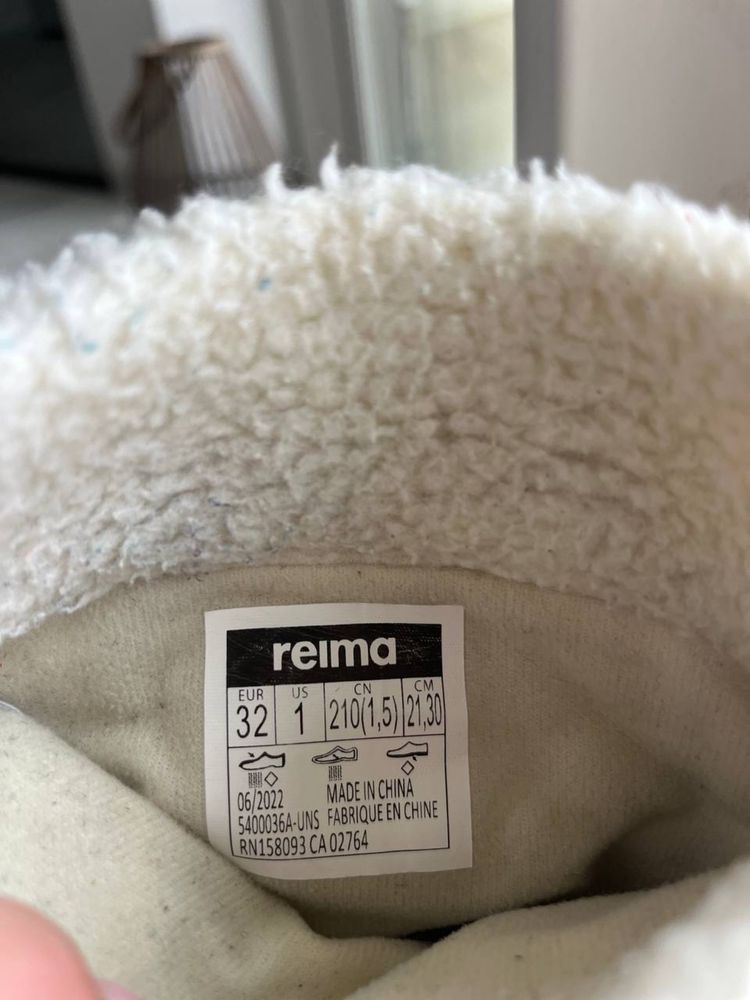 reima
EUR US CN CM
32 1 210(1,5) 21,30
06/2022 MADE IN CHINA
5400036A-UNS FABRIQUE EN CHINE
RN158093 CA 02764